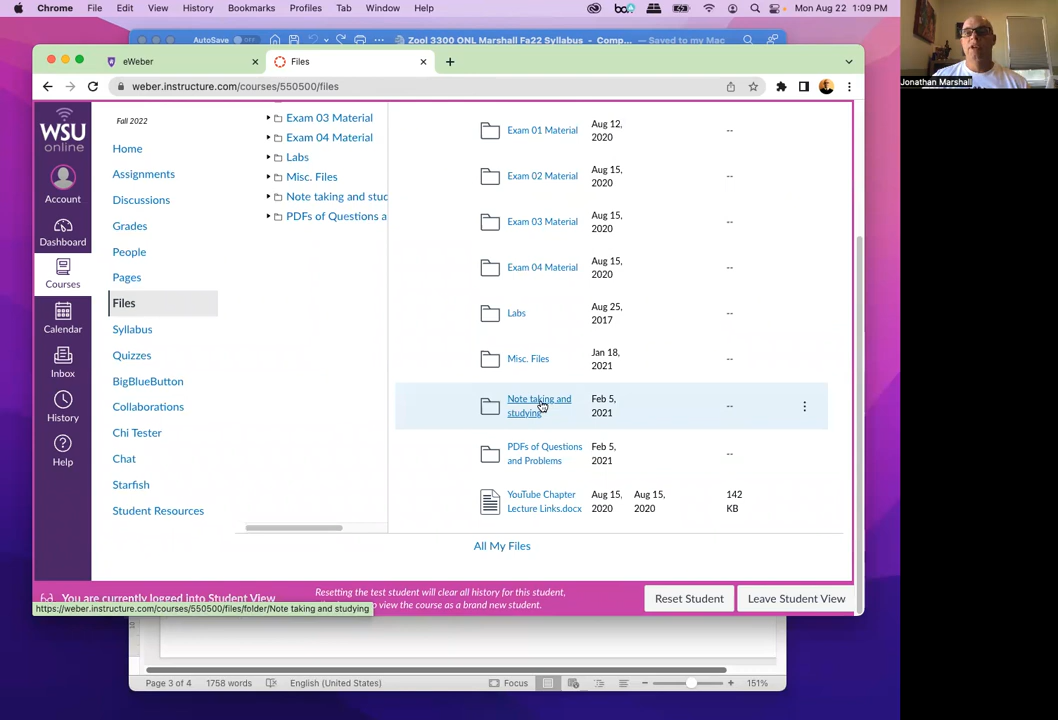 Chrome File Edit View History Bookmarks Profiles Tab Window Help Mon Aug 22 1:09 PM
AutoSave OFF Zool 3300 ONL Marshall Fa22 Syllabus - Comp... — Saved to my Mac
eWeber
Files
weber.instructure.com/courses/550500/files
Jonathan Marshall
WSU
online
Account
Dashboard
Courses
Calendar
Inbox
History
Help
Fall 2022
Home
Assignments
Discussions
Grades
People
Pages
Files
Syllabus
Quizzes
BigBlueButton
Collaborations
Chi Tester
Chat
Starfish
Student Resources
Exam 03 Material
Exam 04 Material
Labs
Misc. Files
Note taking and stud
PDFs of Questions a
Exam 01 Material Aug 12, --
2020
Exam 02 Material Aug 15, --
2020
Exam 03 Material Aug 15, --
2020
Exam 04 Material Aug 15, --
2020
Labs Aug 25, --
2017
Misc. Files Jan 18, --
2021
Note taking and Feb 5, --
studying 2021
PDFs of Questions Feb 5, --
and Problems 2021
YouTube Chapter Aug 15, Aug 15, 142
Lecture Links.docx 2020 2020 KB
All My Files
You are currently logged into Student View
Resetting the test student will clear all history for this student,
to view the course as a brand new student.
Reset Student
Leave Student View
https://weber.instructure.com/courses/550500/files/folder/Note taking and studying
Page 3 of 4 1758 words English (United States) Focus 151%